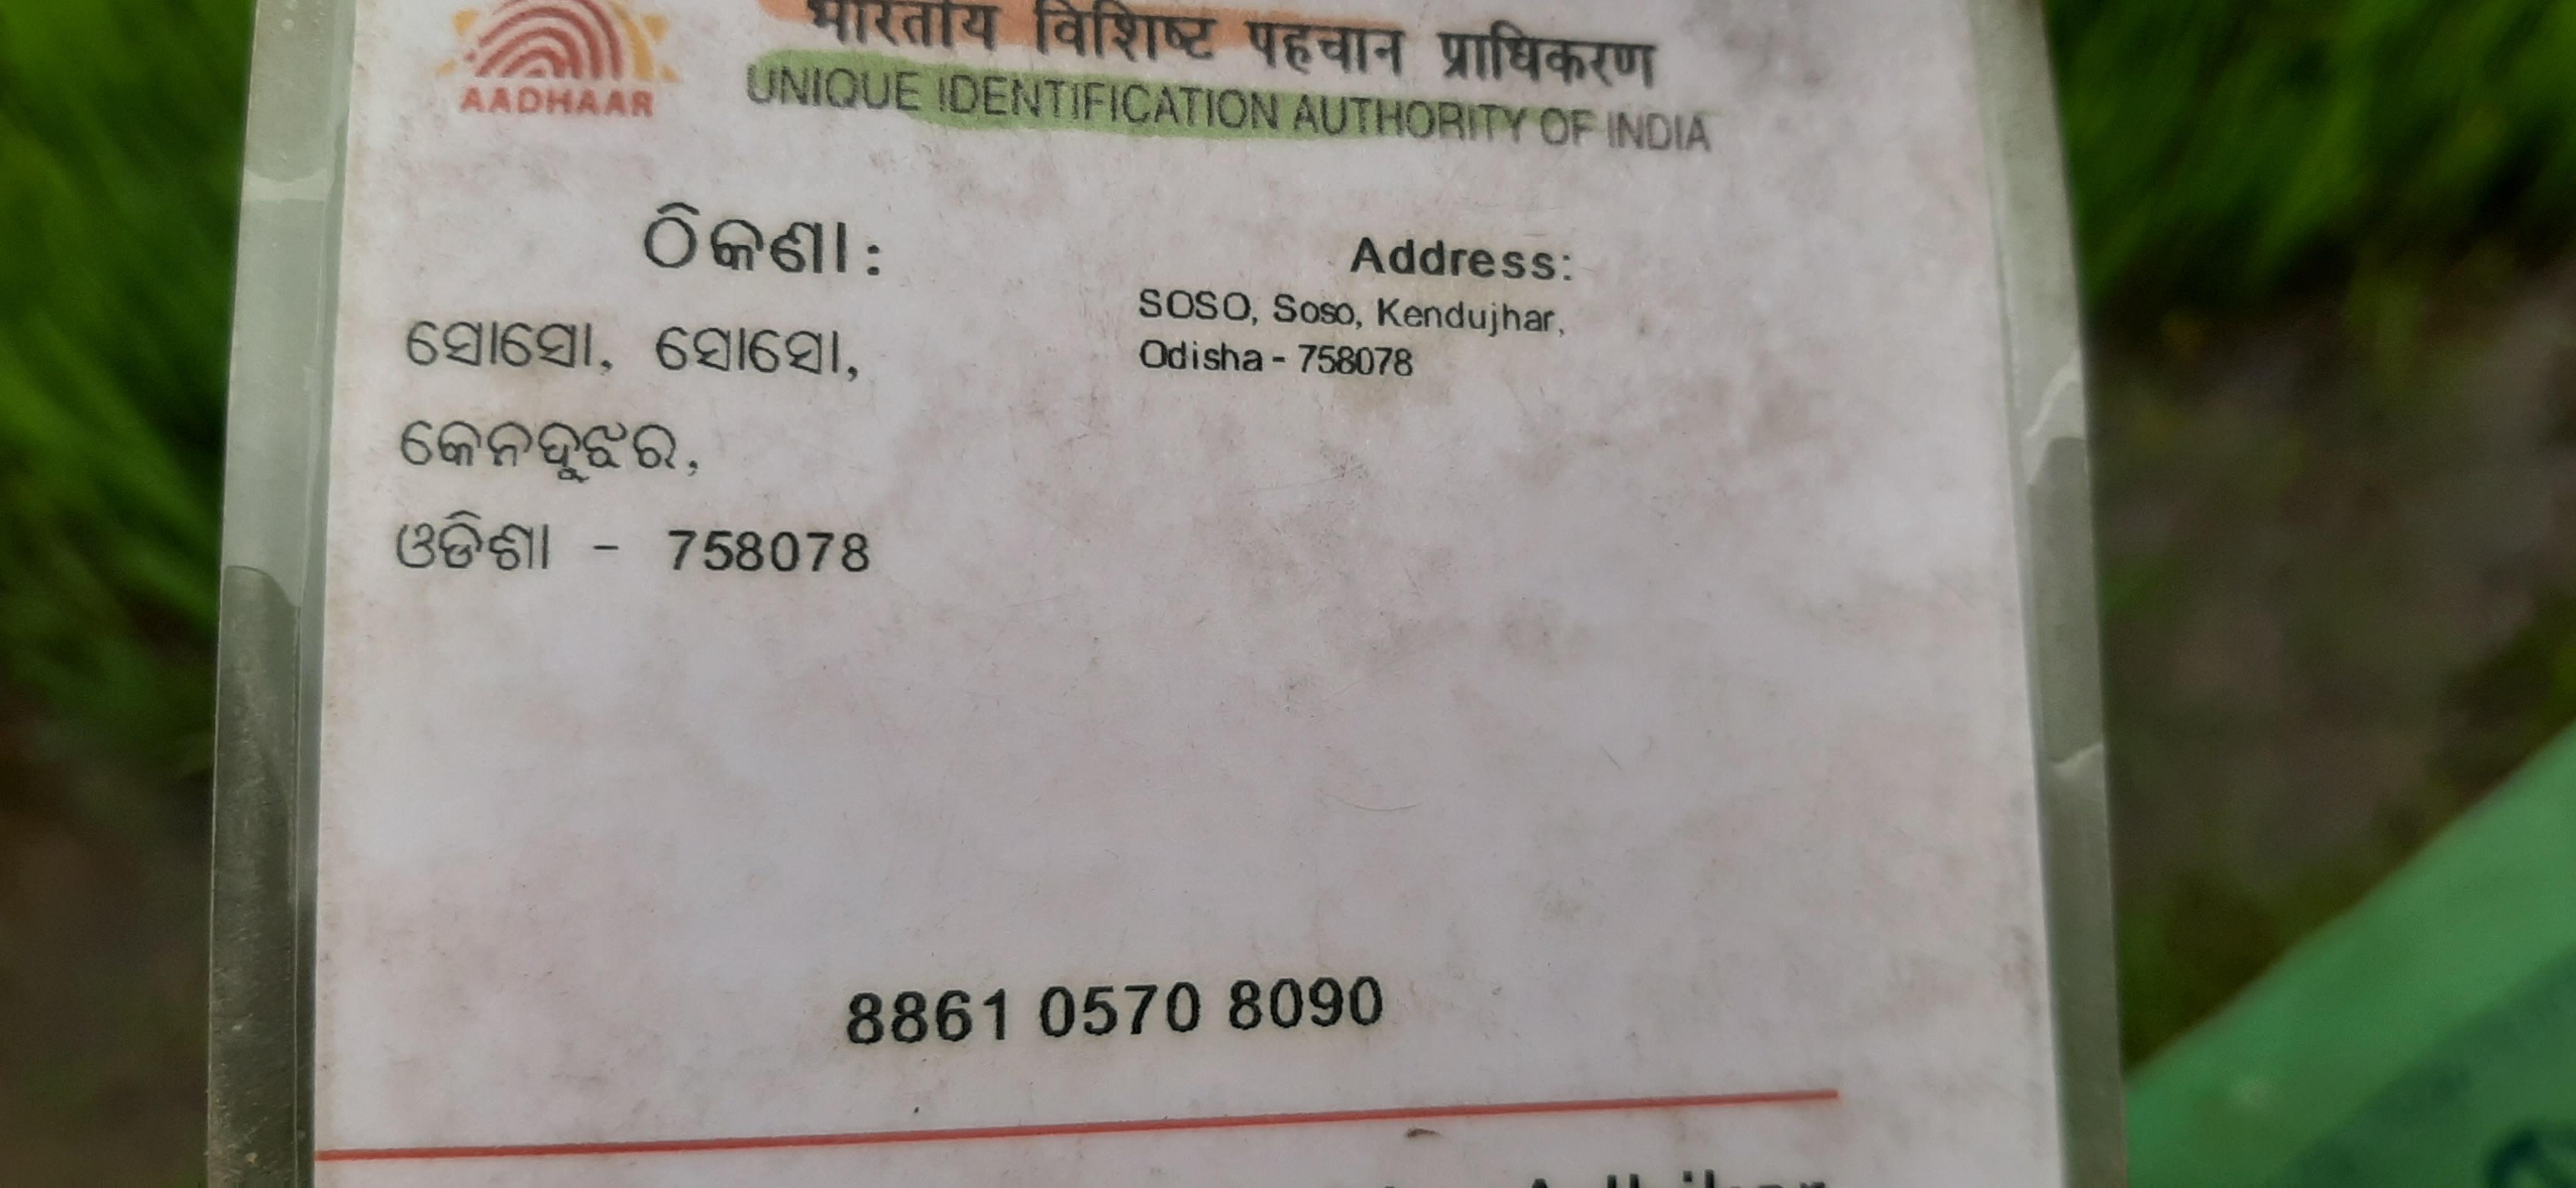 भारतीय विशिष्ट पहचान प्राधिकरण
AADHAAR
UNIQUE IDENTIFICATION AUTHORITY OF INDIA
ଠିକଣା:
ସୋସୋ, ସୋସୋ,
କେନଦୁଝର,
ଓଡିଶା - 758078
Address:
SOSO, Soso, Kendujhar,
Odisha - 758078
8861 0570 8090